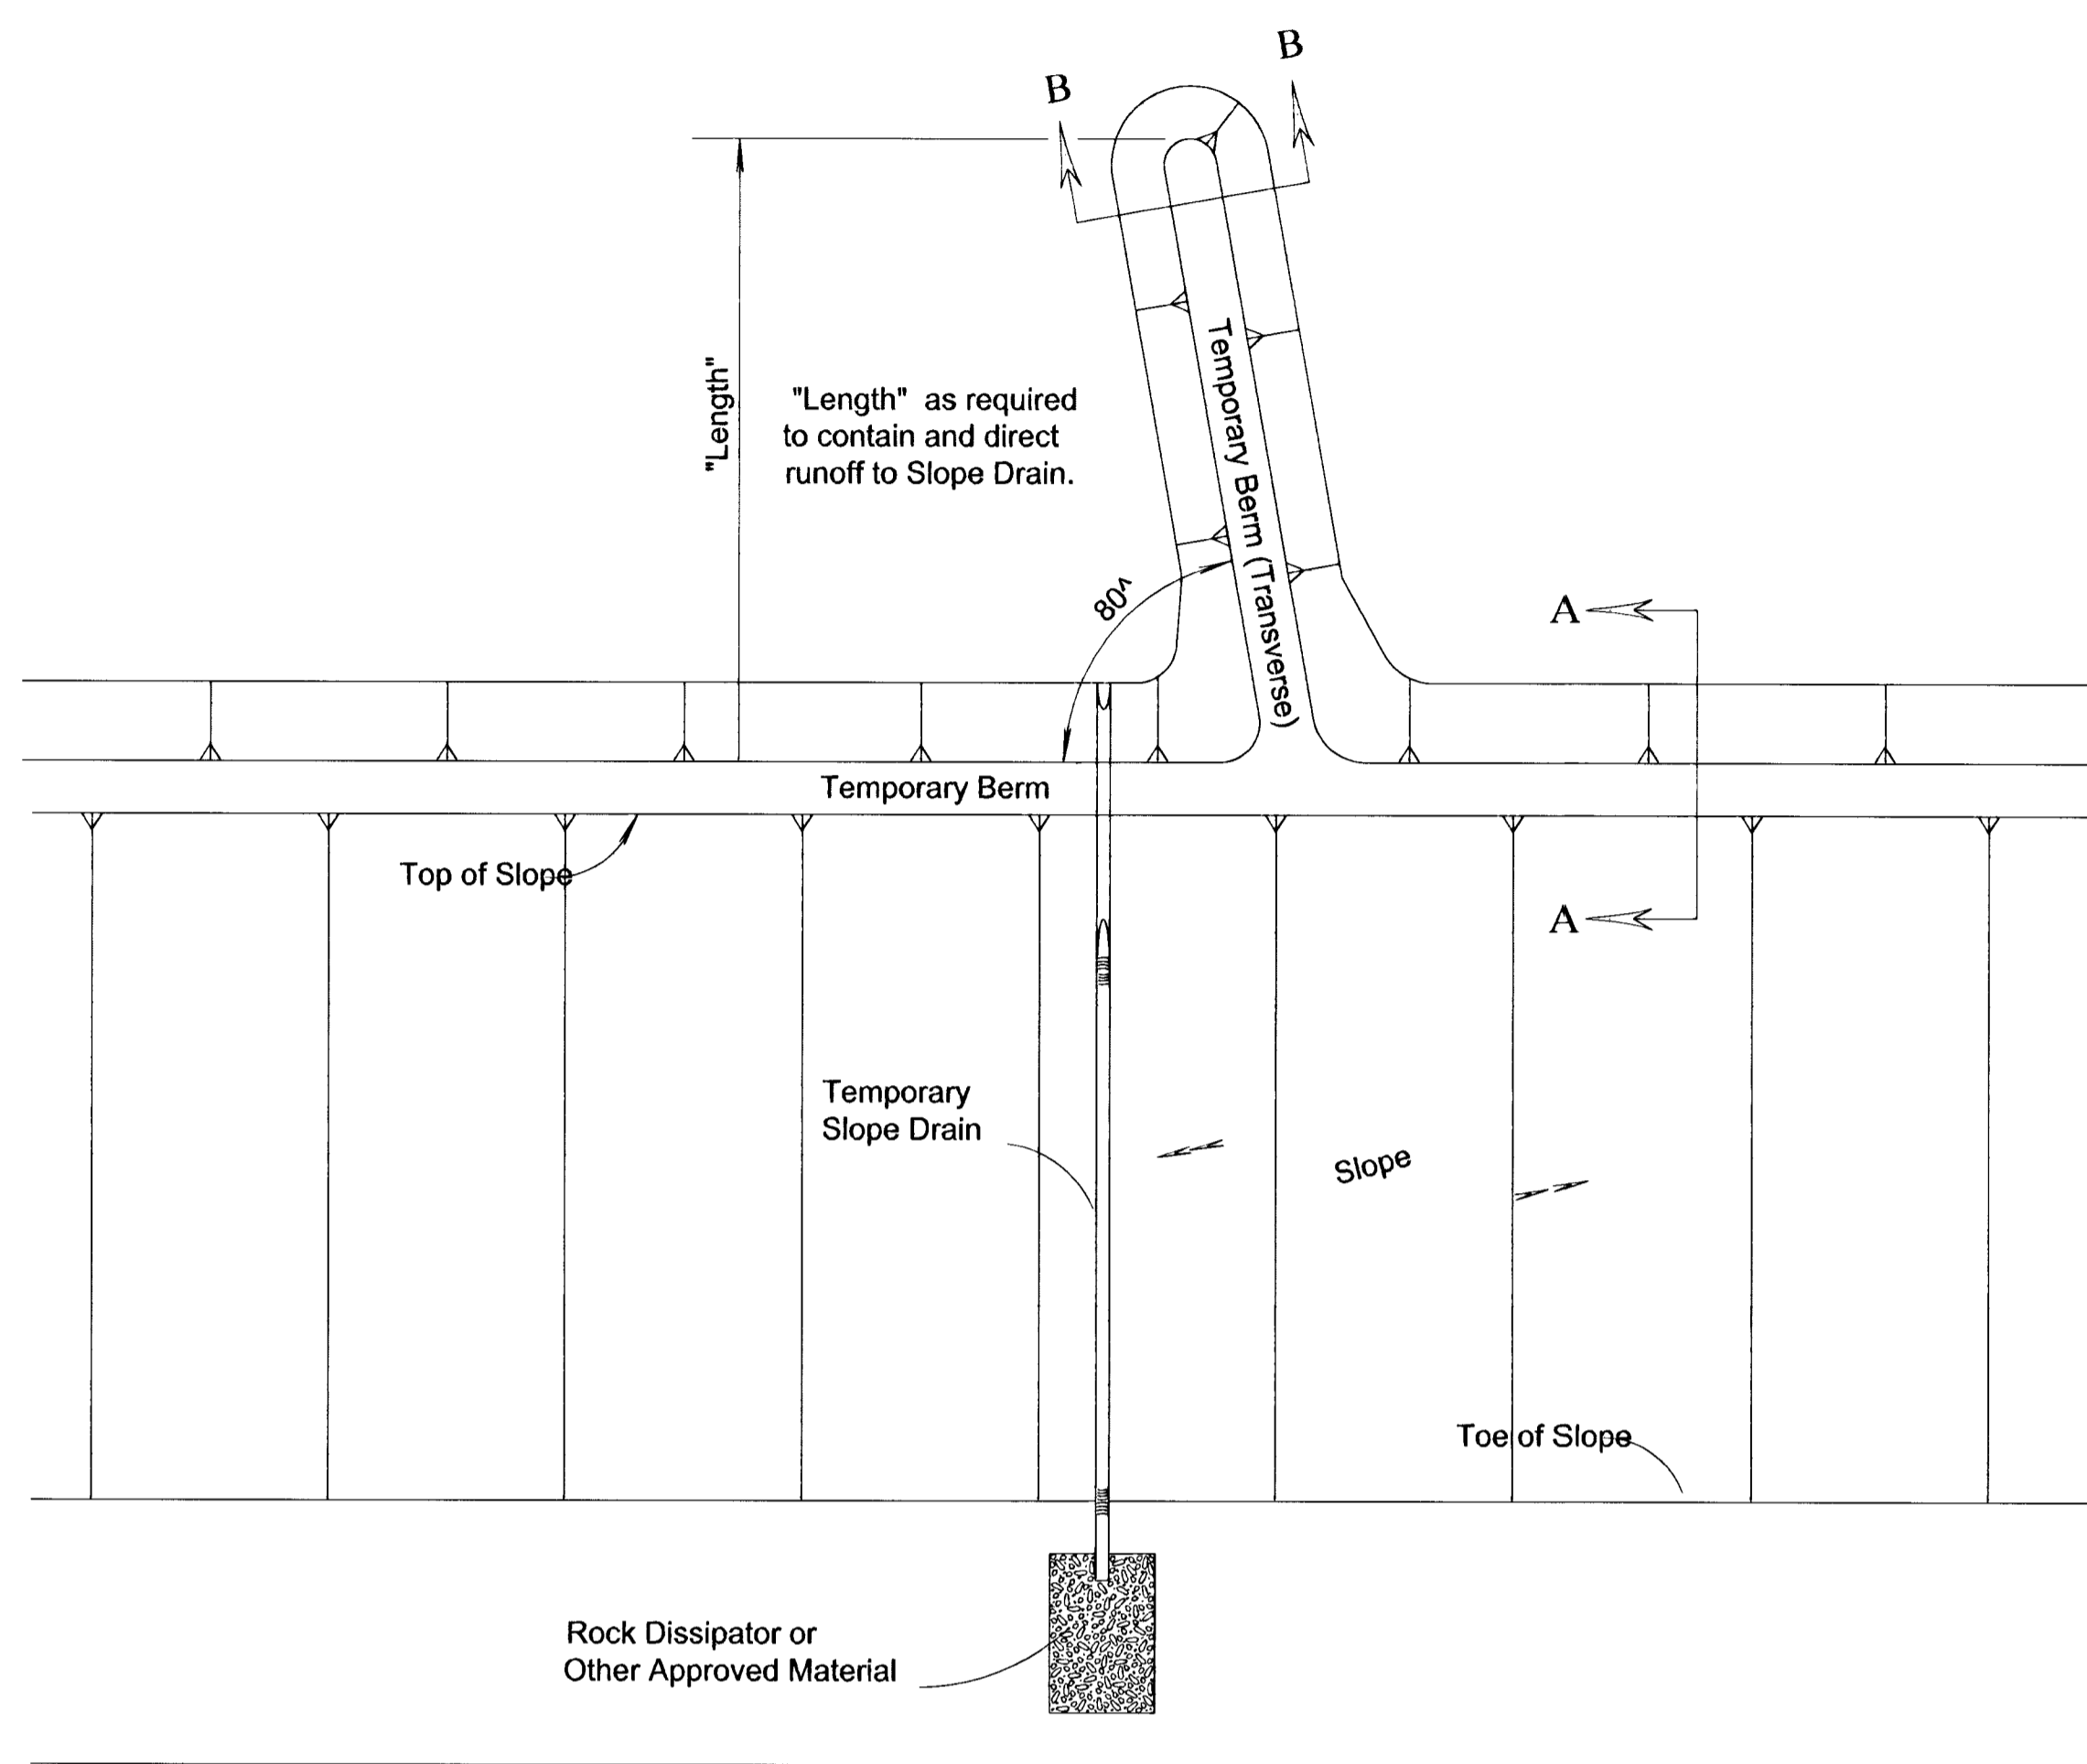 B
B
"Length"
"Length" as required
to contain and direct
runoff to Slope Drain.
Temporary Berm (Transverse)
80^
A
Temporary Berm
Top of Slope
A
Temporary
Slope Drain
Slope
Toe of Slope
Rock Dissipator or
Other Approved Material